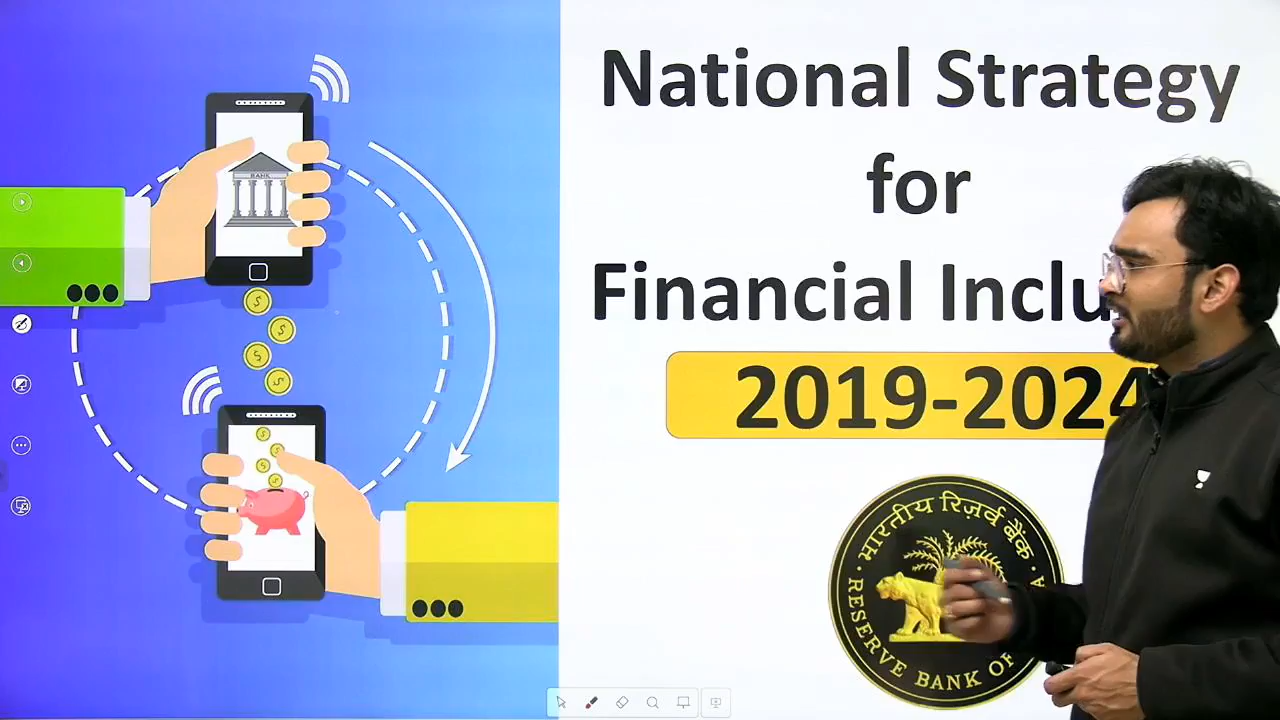 National Strategy
for
Financial Inclu
2019-2024
BANK
भारतीय रिज़र्व बैंक
RESERVE BANK OF